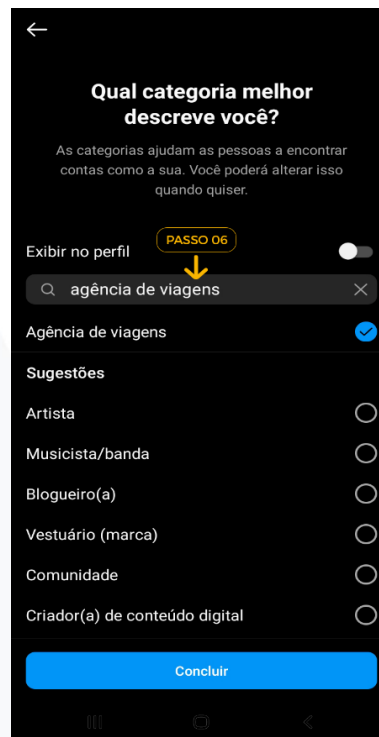 Qual categoria melhor
descreve você?
As categorias ajudam as pessoas a encontrar
contas como a sua. Você poderá alterar isso
quando quiser.
PASSO 06
Exibir no perfil
agência de viagens
Agência de viagens
Sugestões
Artista
Musicista/banda
Blogueiro(a)
Vestuário (marca)
Comunidade
Criador(a) de conteúdo digital
Concluir